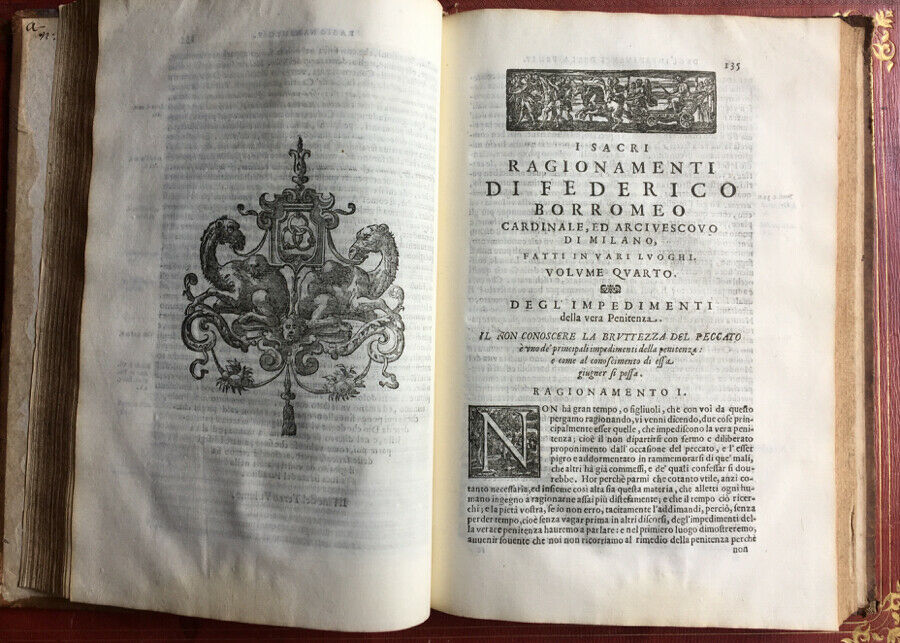 a
RAGIONAMENTI.
135
I SACRI
RAGIONAMENTI
DI FEDERICO
BORROMEO
CARDINALE, ED ARCIVESCOVO
DI MILANO,
FATTI IN VARI LVOGHI.
VOLVME QVARTO.
DEGL'IMPEDIMENTI
della vera Penitenza.
IL NON CONOSCERE LA BRVTTEZZA DEL PECCATO
è vno de' principali impedimenti della penitenza:
e come al conoscimento di essa
giugner si possa.
RAGIONAMENTO I.
NON hà gran tempo, o figliuoli, che con voi da questo
pergamo ragionando, vi venni dicendo, due cose prin-
cipalmente esser quelle, che impediscono la vera peni-
tenza; cioè il non dipartirsi con fermo e diliberato
proponimento dall'occasione del peccato, e l'esser
pigro e addormentato in rammemorarsi di que' mali,
che altri hà già commessi, e de' quali confessar si dou-
rebbe. Hor perchè parmi che cotanto vtile, anzi co-
tanto necessaria, ed insieme così alta sia questa materia, che alletti ogni hu-
mano ingegno a ragionarne assai più distesamente; e che il tempo ciò ricer-
chi; e la pietà vostra, se io non erro, tacitamente l'addimandi, perciò, senza
perder tempo, cioè senza vagar prima in altri discorsi, degl'impedimenti del-
la verace penitenza hauremo a parlare: e nel primiero luogo dimostreremo,
auuenir souente che noi non ricorriamo al rimedio della penitenza perchè
non